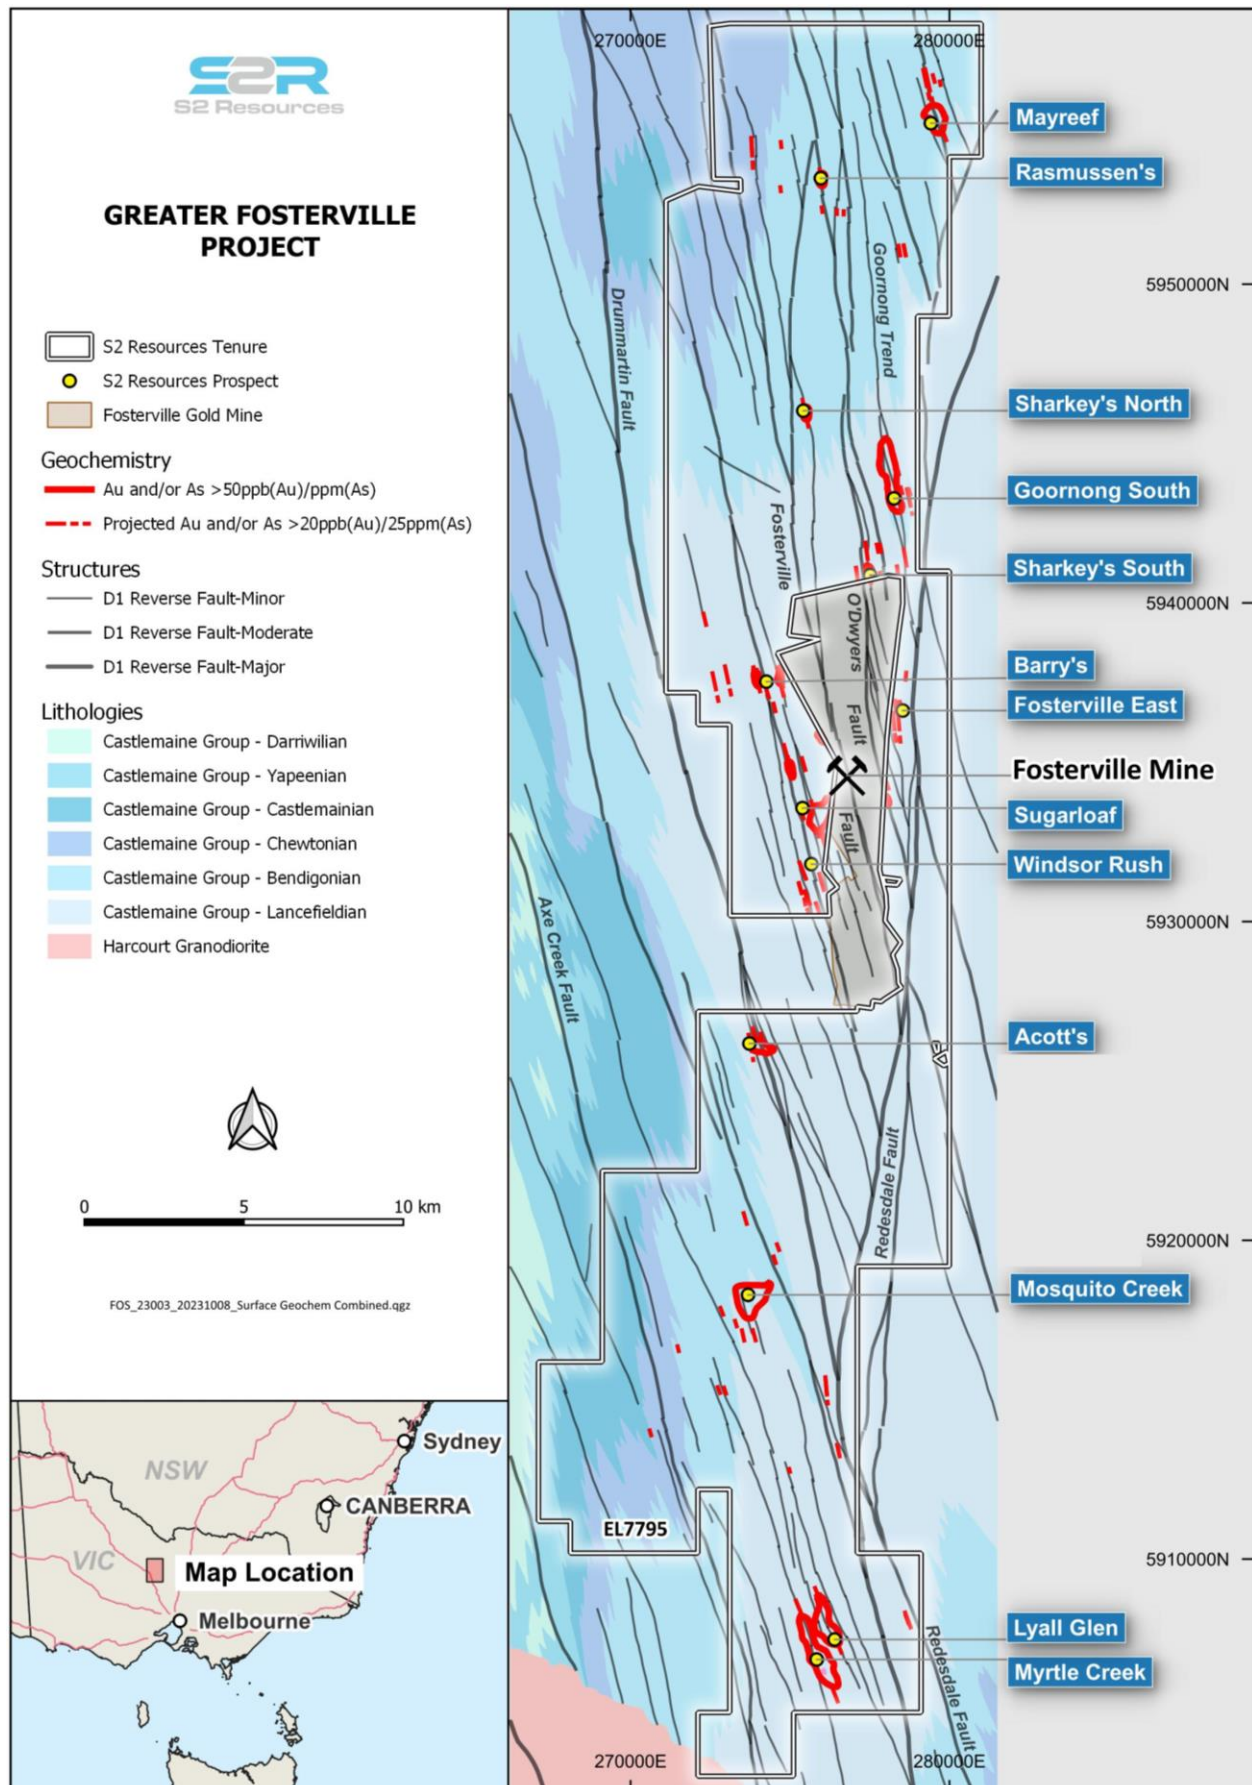 S2R
S2 Resources
GREATER FOSTERVILLE
PROJECT
S2 Resources Tenure
S2 Resources Prospect
Fosterville Gold Mine
Geochemistry
Au and/or As >50ppb(Au)/ppm(As)
Projected Au and/or As >20ppb(Au)/25ppm(As)
Structures
D1 Reverse Fault-Minor
D1 Reverse Fault-Moderate
D1 Reverse Fault-Major
Lithologies
Castlemaine Group - Darriwilian
Castlemaine Group - Yapeenian
Castlemaine Group - Castlemainian
Castlemaine Group - Chewtonian
Castlemaine Group - Bendigonian
Castlemaine Group - Lancefieldian
Harcourt Granodiorite
0 5 10 km
FOS_23003_20231008_Surface Geochem Combined.qgz
NSW
Sydney
CANBERRA
VIC
Map Location
Melbourne
270000E 280000E
Drummartin Fault
Goornong Trend
Fosterville
Fault
O'Dwyers
Fault
Axe Creek Fault
Redesdale Fault
EL7795
Redesdale Fault
270000E 280000E
Mayreef
Rasmussen's
5950000N
Sharkey's North
Goornong South
Sharkey's South
5940000N
Barry's
Fosterville East
Fosterville Mine
Sugarloaf
Windsor Rush
5930000N
Acott's
5920000N
Mosquito Creek
5910000N
Lyall Glen
Myrtle Creek